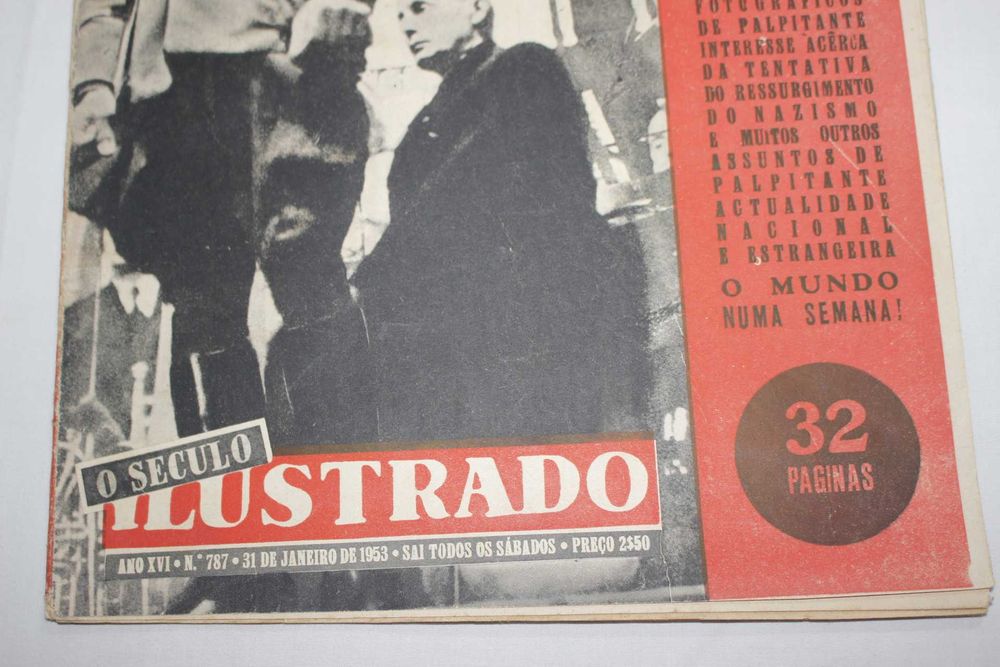 FOTOGRÁFICOS
DE PALPITANTE
INTERESSE ÀCÊRCA
DA TENTATIVA
DO RESSURGIMENTO
DO NAZISMO
E MUITOS OUTROS
ASSUNTOS DE
PALPITANTE
ACTUALIDADE
NACIONAL
E ESTRANGEIRA
O MUNDO
NUMA SEMANA!
32
PAGINAS
O SECULO
ILUSTRADO
ANO XVI • N.º 787 • 31 DE JANEIRO DE 1953 • SAI TODOS OS SÁBADOS • PREÇO 2$50